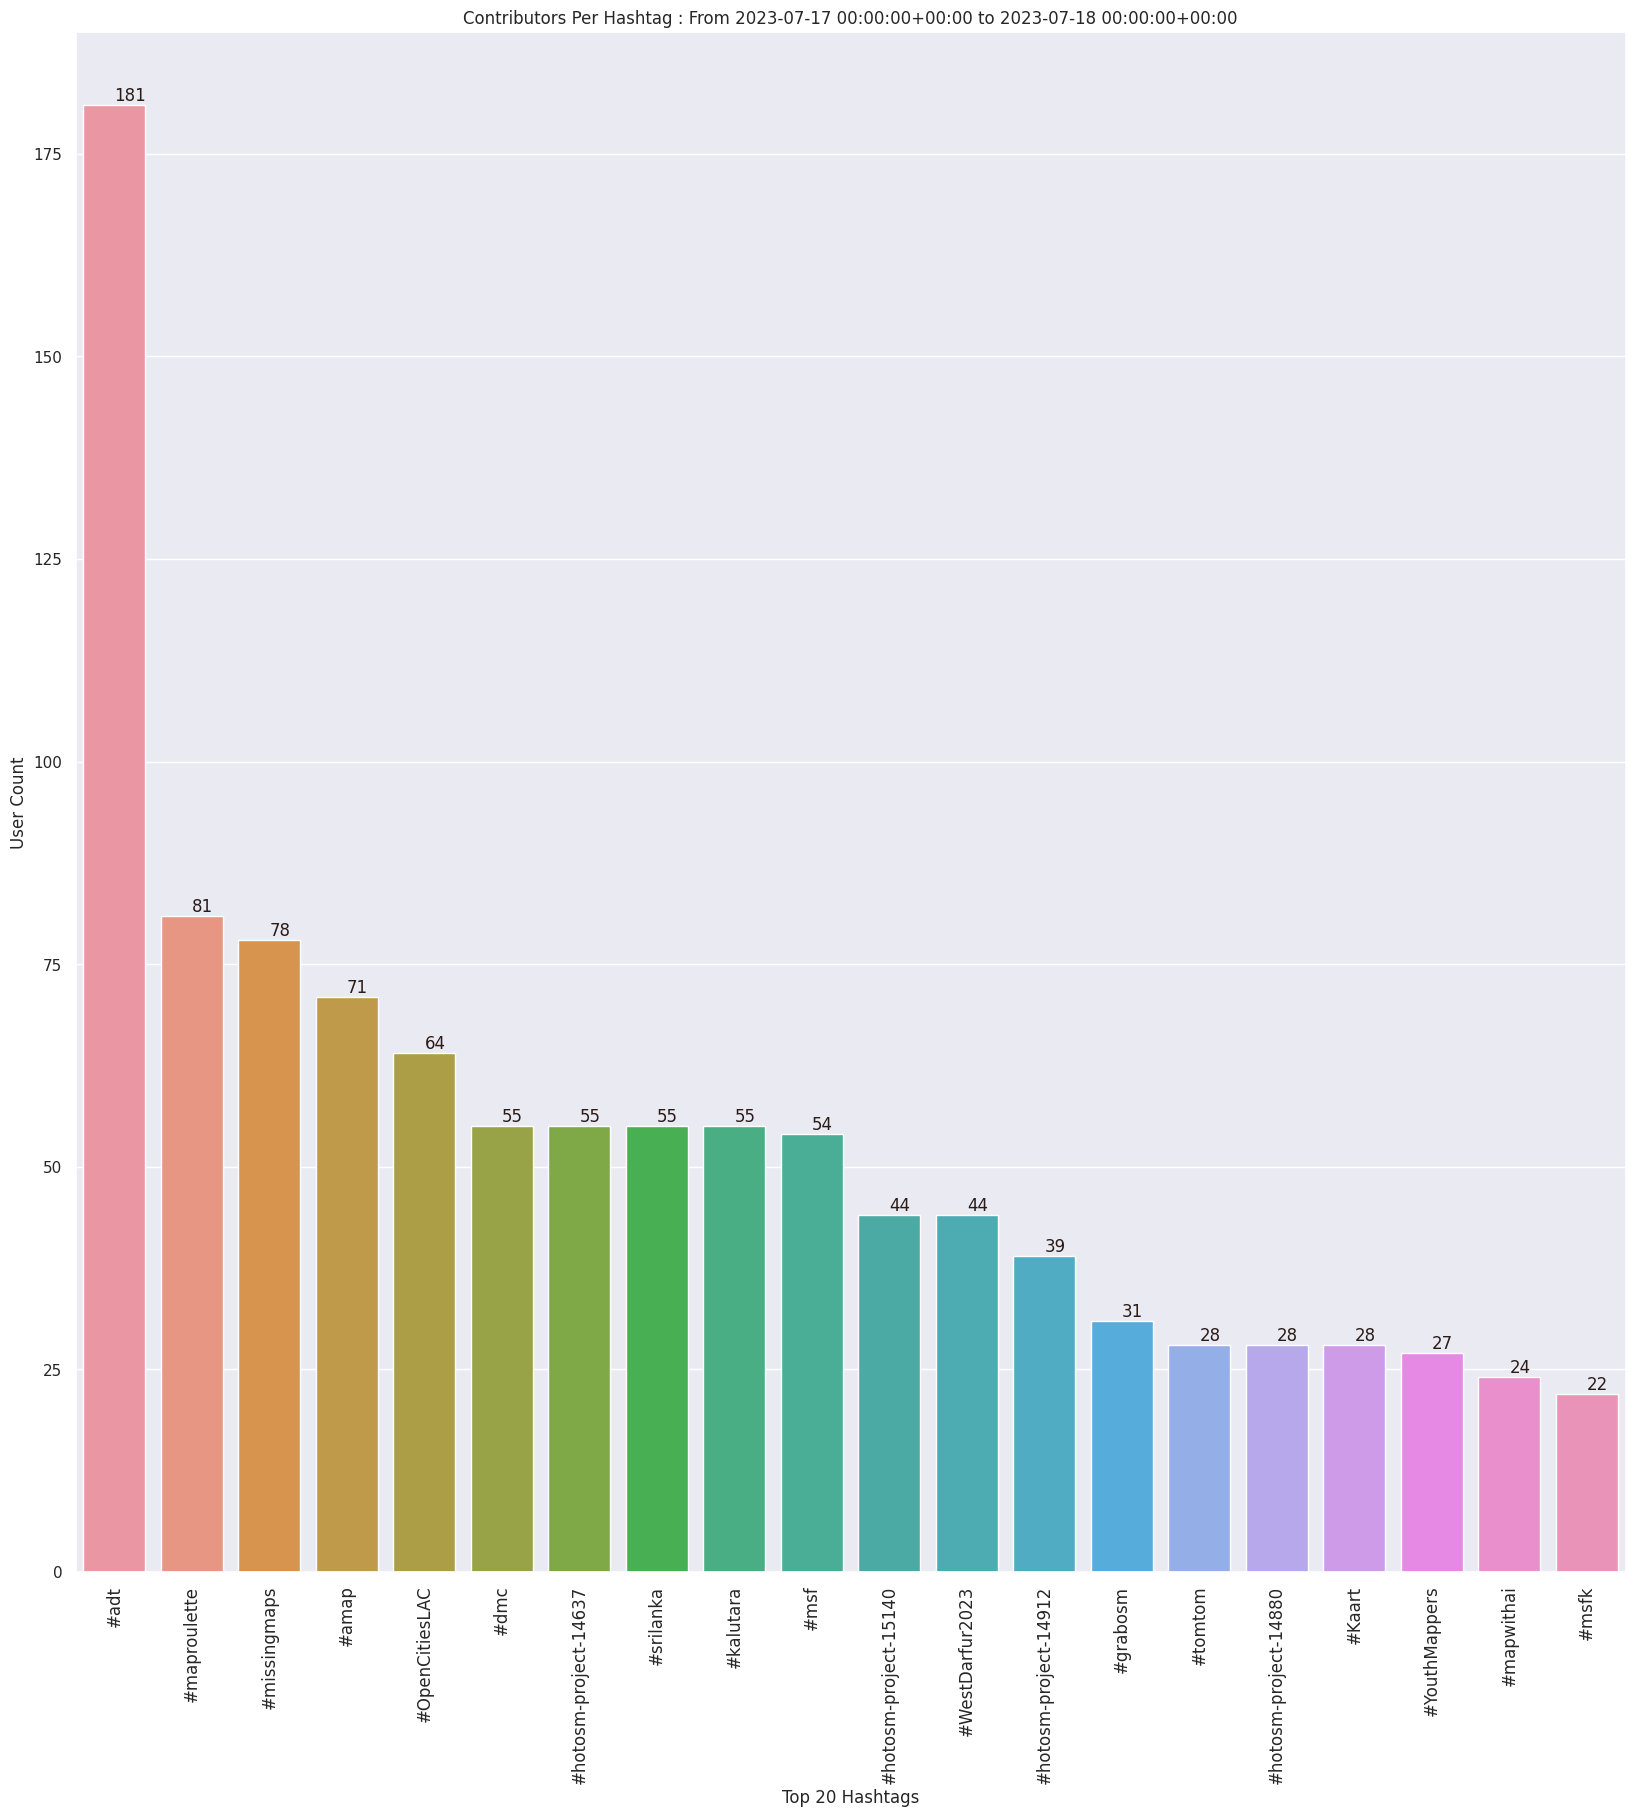 Contributors Per Hashtag : From 2023-07-17 00:00:00+00:00 to 2023-07-18 00:00:00+00:00
User Count
175
150
125
100
75
50
25
0
181
81
78
71
64
55
55
55
55
54
44
44
39
31
28
28
28
27
24
22
#adt
#maproulette
#missingmaps
#amap
#OpenCitiesLAC
#dmc
#hotosm-project-14637
#srilanka
#kalutara
#msf
#hotosm-project-15140
#WestDarfur2023
#hotosm-project-14912
#grabosm
#tomtom
#hotosm-project-14880
#Kaart
#YouthMappers
#mapwithai
#msfk
Top 20 Hashtags